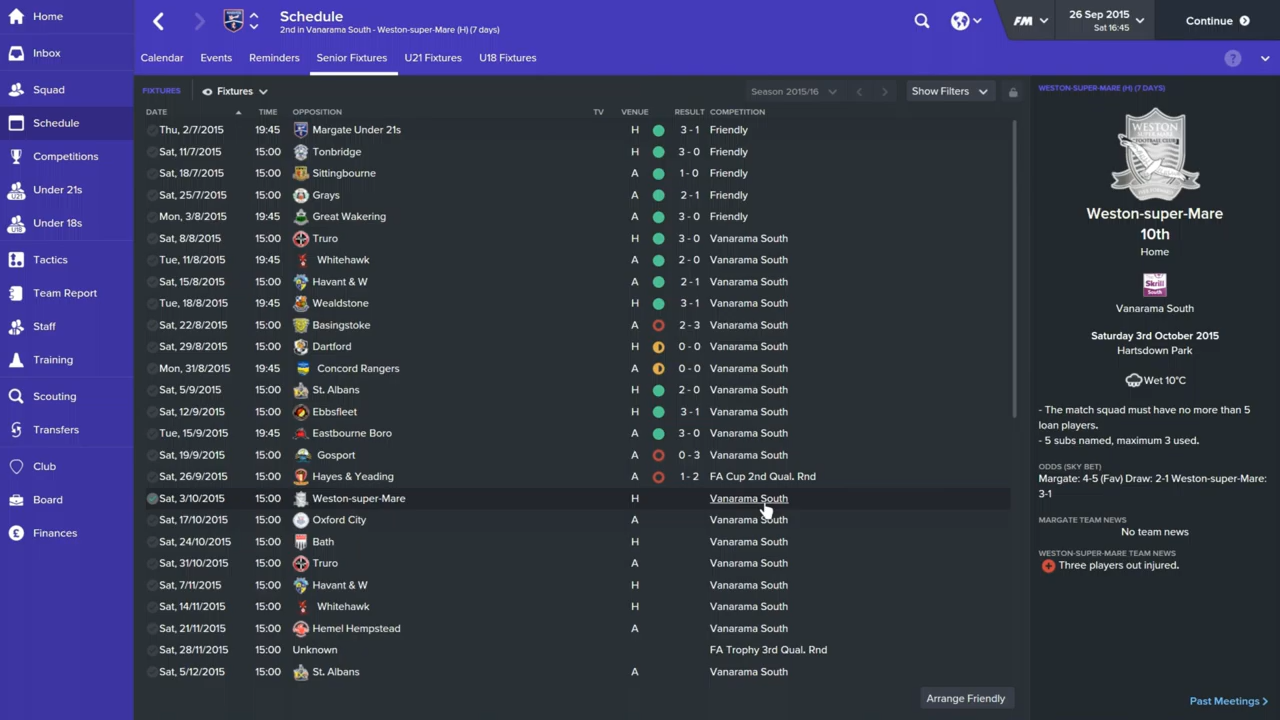 Home
Inbox
Squad
Schedule
Competitions
Under 21s
U21
Under 18s
U18
Tactics
Team Report
Staff
Training
Scouting
Transfers
Club
Board
Finances
Schedule
2nd in Vanarama South - Weston-super-Mare (H) (7 days)
FM
26 Sep 2015
Sat 16:45
Continue
Calendar Events Reminders Senior Fixtures U21 Fixtures U18 Fixtures
?
FIXTURES Fixtures Season 2015/16 Show Filters
DATE TIME OPPOSITION TV VENUE RESULT COMPETITION
Thu, 2/7/2015 19:45 Margate Under 21s H 3 - 1 Friendly
Sat, 11/7/2015 15:00 Tonbridge H 3 - 0 Friendly
Sat, 18/7/2015 15:00 Sittingbourne A 1 - 0 Friendly
Sat, 25/7/2015 15:00 Grays A 2 - 1 Friendly
Mon, 3/8/2015 19:45 Great Wakering H 3 - 0 Friendly
Sat, 8/8/2015 15:00 Truro H 3 - 0 Vanarama South
Tue, 11/8/2015 19:45 Whitehawk A 2 - 0 Vanarama South
Sat, 15/8/2015 15:00 Havant & W A 2 - 1 Vanarama South
Tue, 18/8/2015 19:45 Wealdstone H 3 - 1 Vanarama South
Sat, 22/8/2015 15:00 Basingstoke A 2 - 3 Vanarama South
Sat, 29/8/2015 15:00 Dartford H 0 - 0 Vanarama South
Mon, 31/8/2015 19:45 Concord Rangers A 0 - 0 Vanarama South
Sat, 5/9/2015 15:00 St. Albans H 2 - 0 Vanarama South
Sat, 12/9/2015 15:00 Ebbsfleet H 3 - 1 Vanarama South
Tue, 15/9/2015 19:45 Eastbourne Boro A 3 - 0 Vanarama South
Sat, 19/9/2015 15:00 Gosport A 0 - 3 Vanarama South
Sat, 26/9/2015 15:00 Hayes & Yeading A 1 - 2 FA Cup 2nd Qual. Rnd
Sat, 3/10/2015 15:00 Weston-super-Mare H Vanarama South
Sat, 17/10/2015 15:00 Oxford City A Vanarama South
Sat, 24/10/2015 15:00 Bath H Vanarama South
Sat, 31/10/2015 15:00 Truro A Vanarama South
Sat, 7/11/2015 15:00 Havant & W H Vanarama South
Sat, 14/11/2015 15:00 Whitehawk H Vanarama South
Sat, 21/11/2015 15:00 Hemel Hempstead A Vanarama South
Sat, 28/11/2015 15:00 Unknown FA Trophy 3rd Qual. Rnd
Sat, 5/12/2015 15:00 St. Albans A Vanarama South
Arrange Friendly
WESTON-SUPER-MARE (H) (7 DAYS)
WESTON
SUPER MARE
Weston-super-Mare
10th
Home
Skrill
South
Vanarama South
Saturday 3rd October 2015
Hartsdown Park
Wet 10°C
- The match squad must have no more than 5
loan players.
- 5 subs named, maximum 3 used.
ODDS (SKY BET)
Margate: 4-5 (Fav) Draw: 2-1 Weston-super-Mare:
3-1
MARGATE TEAM NEWS
No team news
WESTON-SUPER-MARE TEAM NEWS
Three players out injured.
Past Meetings >